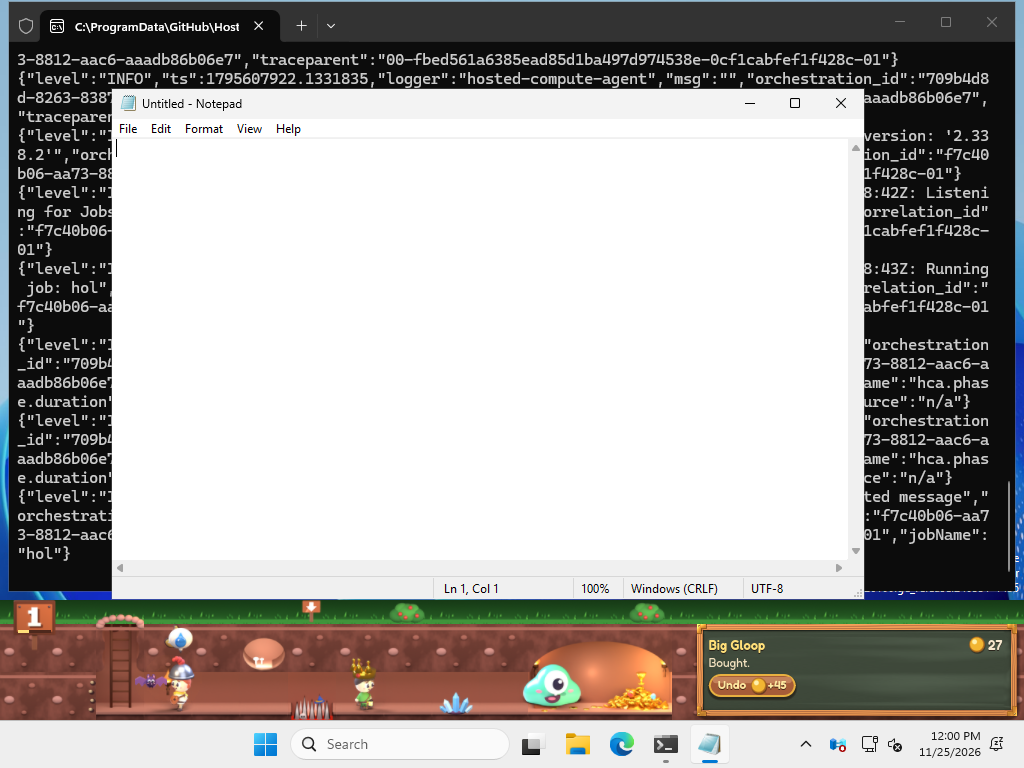 C:\ProgramData\GitHub\Host
3-8812-aac6-aaadb86b06e7","traceparent":"00-fbed561a6385ead85d1ba497d974538e-0cf1cabfef1f428c-01"}
{"level":"INFO","ts":1795607922.1331835,"logger":"hosted-compute-agent","msg":"","orchestration_id":"709b4d8
d-8263-8387 aaadb86b06e7",
"traceparen
{"level":"I version: '2.33
8.2'","orch ion_id":"f7c40
b06-aa73-88 1f428c-01"}
{"level":"I 8:42Z: Listeni
ng for Jobs orrelation_id"
:"f7c40b06- 1cabfef1f428c-
01"}
{"level":"I 8:43Z: Running
job: hol", relation_id":"
f7c40b06-aa abfef1f428c-01
"}
{"level":"I "orchestration
_id":"709b4 73-8812-aac6-a
aadb86b06e7 ame":"hca.phas
e.duration" urce":"n/a"}
{"level":"I "orchestration
_id":"709b4 73-8812-aac6-a
aadb86b06e7 ame":"hca.phas
e.duration" ce":"n/a"}
{"level":"I ted message","
orchestrati :"f7c40b06-aa7
3-8812-aac6 01","jobName":
"hol"}
Untitled - Notepad
File Edit Format View Help
Ln 1, Col 1 100% Windows (CRLF) UTF-8
1
Big Gloop 27
Bought.
Undo +45
Search
12:00 PM
11/25/2026